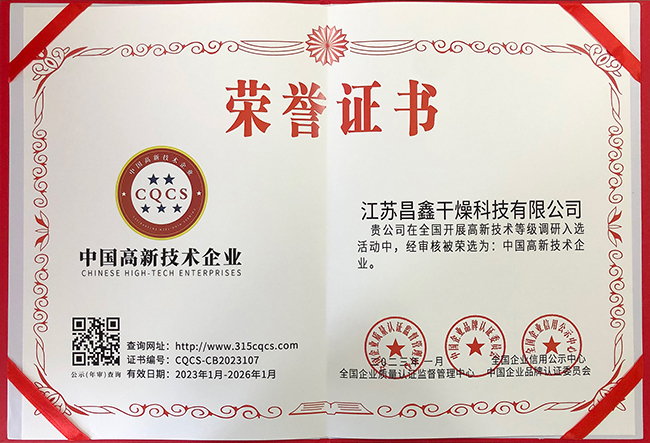 荣誉证书
中国高新技术企业
CQCS
中国高新技术企业
CHINESE HIGH-TECH ENTERPRISES
公示(年审)查询
查询网址：http://www.315cqcs.com
证书编号：CQCS-CB2023107
有效日期：2023年1月-2026年1月
江苏昌鑫干燥科技有限公司
贵公司在全国开展高新技术等级调研入选
活动中，经审核被荣选为：中国高新技术企
业。
二〇二三年一月
全国企业信用公示中心
全国企业质量认证监督管理中心
中国企业品牌认证委员会